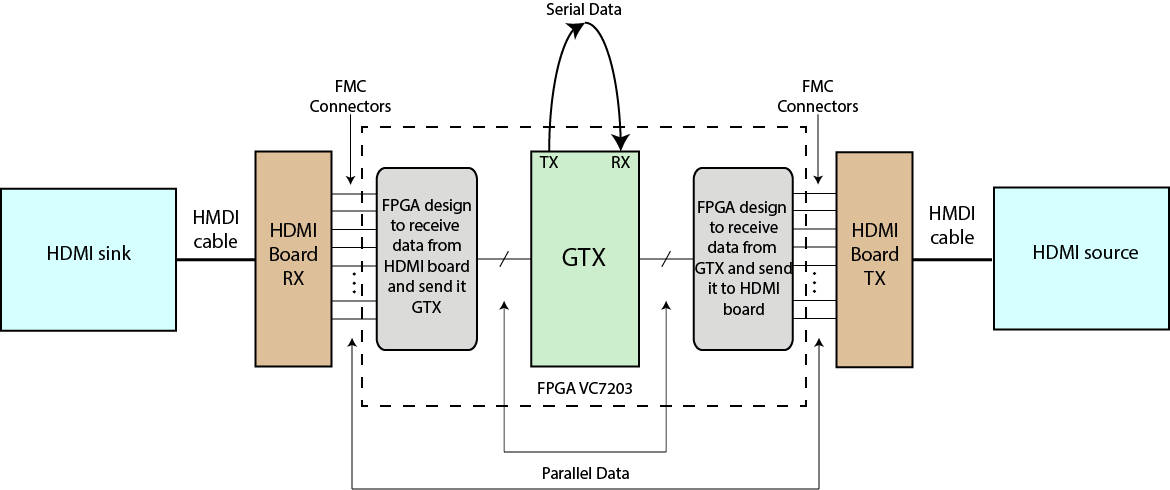 Serial Data
FMC
Connectors
FMC
Connectors
TX
RX
HDMI sink
HMDI
cable
HDMI
Board
RX
FPGA design
to receive
data from
HDMI board
and send it
GTX
GTX
FPGA design
to receive
data from
GTX and send
it to HDMI
board
HDMI
Board
TX
HMDI
cable
HDMI source
FPGA VC7203
Parallel Data